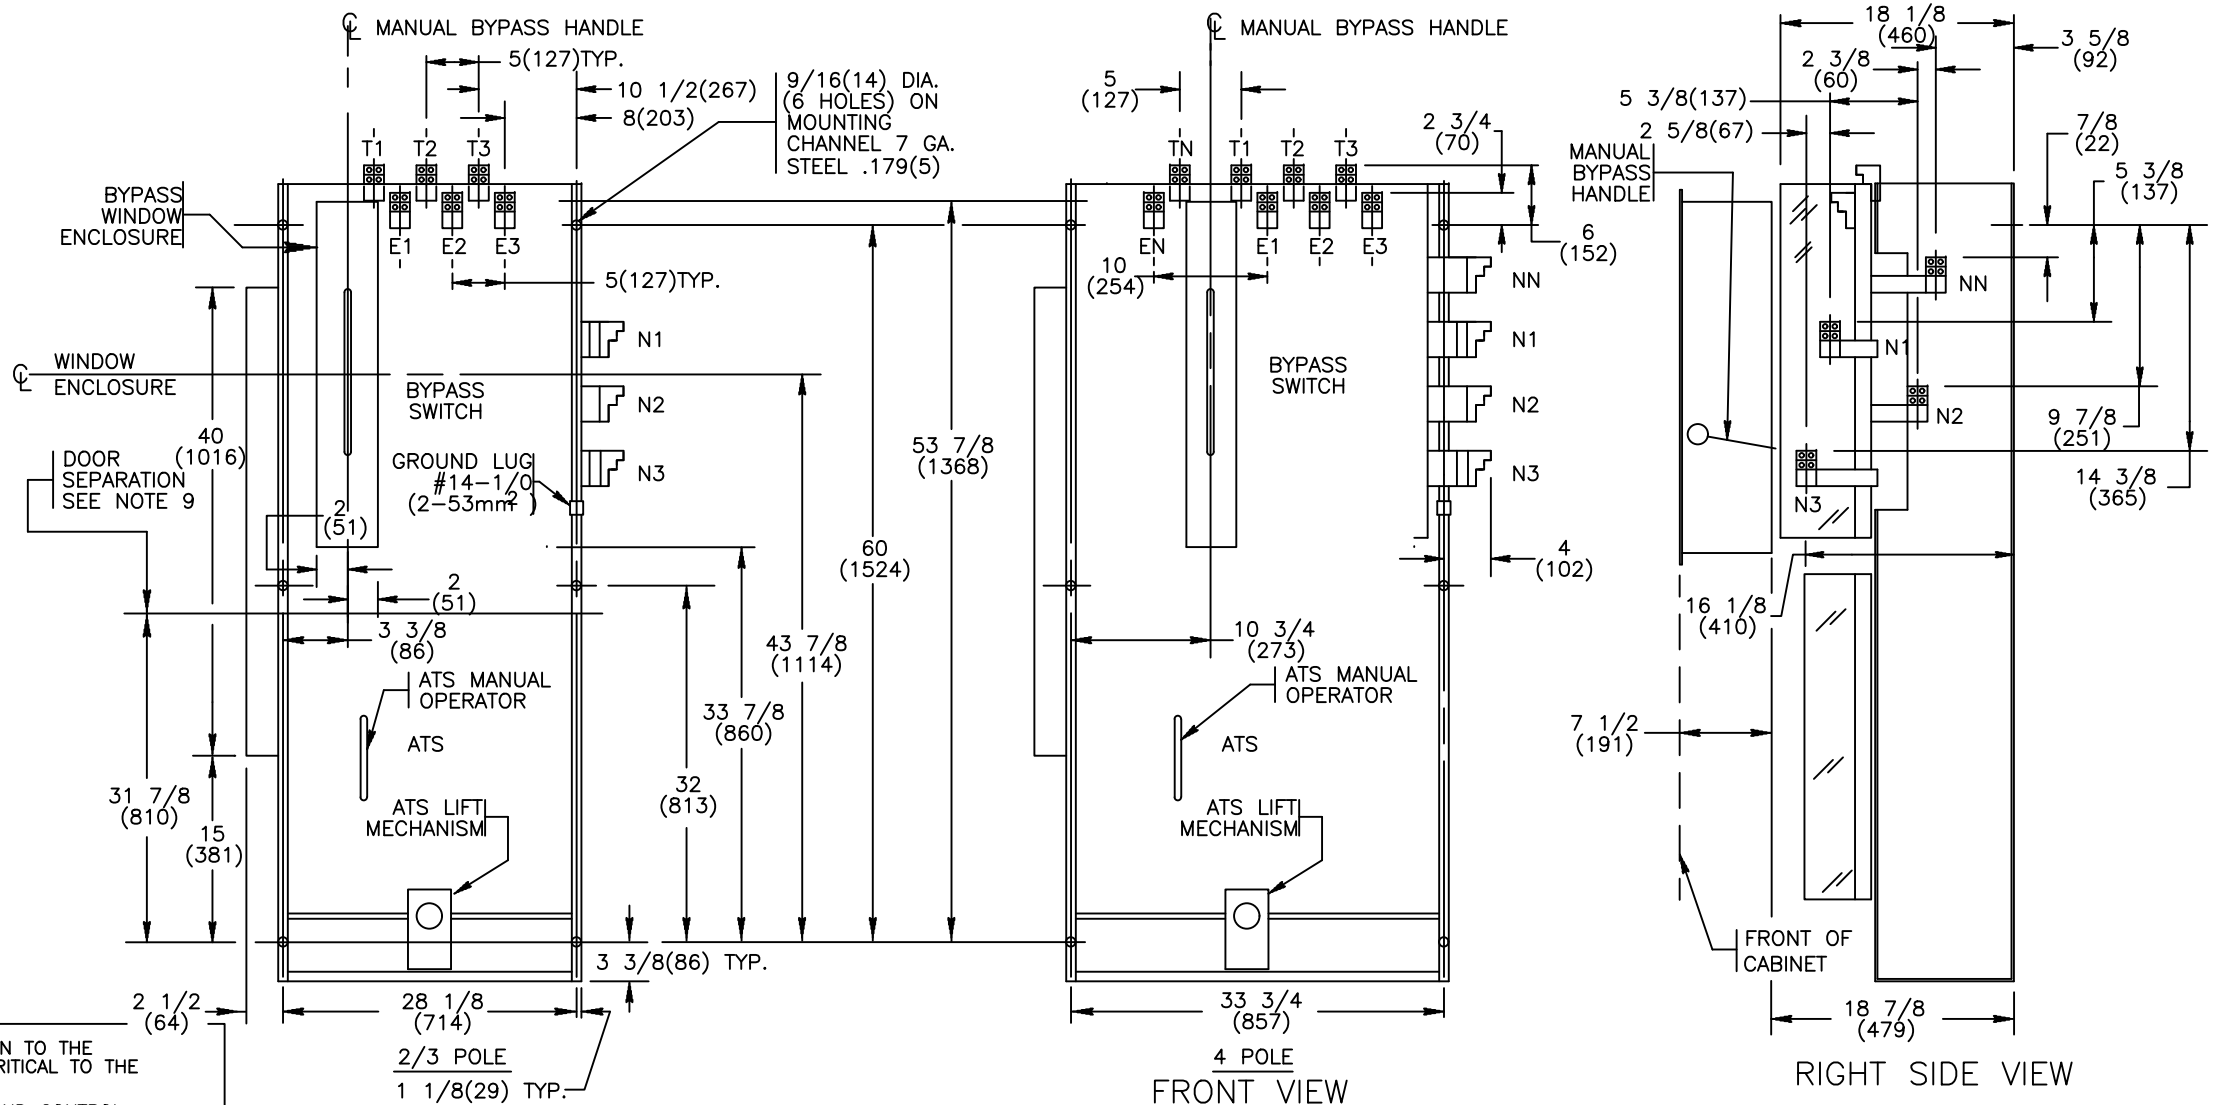 ℄ MANUAL BYPASS HANDLE
5(127)TYP.
10 1/2(267)
8(203)
9/16(14) DIA.
(6 HOLES) ON
MOUNTING
CHANNEL 7 GA.
STEEL .179(5)
T1 T2 T3
E1 E2 E3
BYPASS
WINDOW
ENCLOSURE
5(127)TYP.
N1
℄ WINDOW
ENCLOSURE
BYPASS
SWITCH
N2
40
(1016)
DOOR
SEPARATION
SEE NOTE 9
GROUND LUG
#14-1/0
(2-53mm² )
N3
2
(51)
2
(51)
3 3/8
(86)
ATS MANUAL
OPERATOR
ATS
31 7/8
(810)
15
(381)
ATS LIFT
MECHANISM
53 7/8
(1368)
60
(1524)
43 7/8
(1114)
33 7/8
(860)
32
(813)
3 3/8(86) TYP.
2 1/2
(64)
28 1/8
(714)
2/3 POLE
1 1/8(29) TYP.
N TO THE
RITICAL TO THE
℄ MANUAL BYPASS HANDLE
5
(127)
TN T1 T2 T3
2 3/4
(70)
EN E1 E2 E3
10
(254)
6
(152)
NN
N1
BYPASS
SWITCH
N2
N3
4
(102)
10 3/4
(273)
ATS MANUAL
OPERATOR
ATS
ATS LIFT
MECHANISM
33 3/4
(857)
4 POLE
FRONT VIEW
18 1/8
(460)
3 5/8
(92)
2 3/8
(60)
5 3/8(137)
2 5/8(67)
7/8
(22)
MANUAL
BYPASS
HANDLE
5 3/8
(137)
NN
N1
N2
9 7/8
(251)
14 3/8
(365)
N3
16 1/8
(410)
7 1/2
(191)
FRONT OF
CABINET
18 7/8
(479)
RIGHT SIDE VIEW